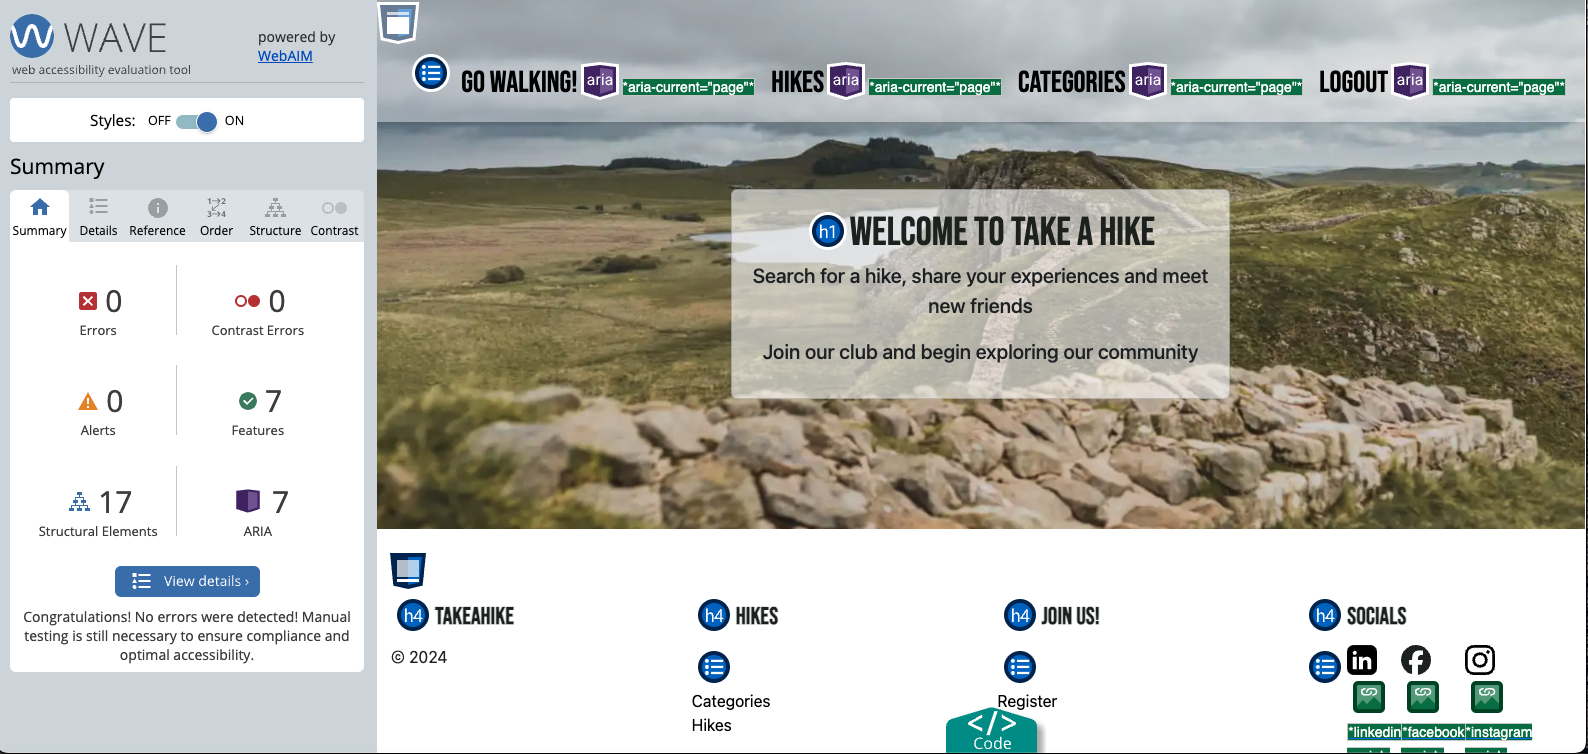 WAVE
web accessibility evaluation tool
powered by
WebAIM
Styles: OFF ON
Summary
Summary Details Reference Order Structure Contrast
0
Errors
0
Contrast Errors
0
Alerts
7
Features
17
Structural Elements
7
ARIA
View details ›
Congratulations! No errors were detected! Manual
testing is still necessary to ensure compliance and
optimal accessibility.
GO WALKING! aria *aria-current="page"* HIKES aria *aria-current="page"* CATEGORIES aria *aria-current="page"* LOGOUT aria *aria-current="page"*
h1 WELCOME TO TAKE A HIKE
Search for a hike, share your experiences and meet
new friends
Join our club and begin exploring our community
h4 TAKEAHIKE
© 2024
h4 HIKES
Categories
Hikes
h4 JOIN US!
Register
h4 SOCIALS
in
*linkedin *facebook *instagram
</> Code